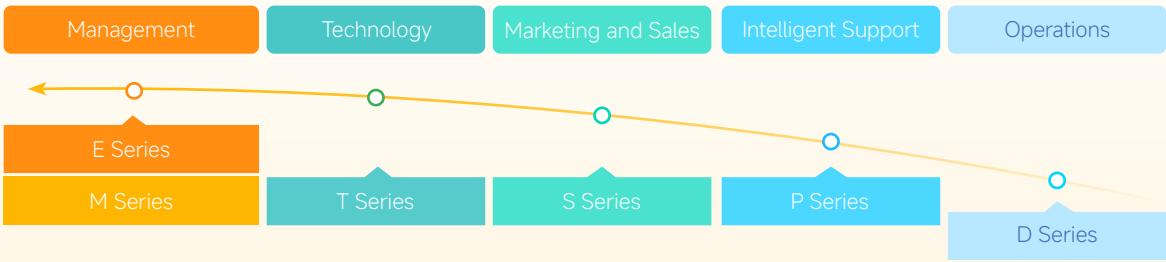 Management
Technology
Marketing and Sales
Intelligent Support
Operations
E Series
M Series
T Series
S Series
P Series
D Series